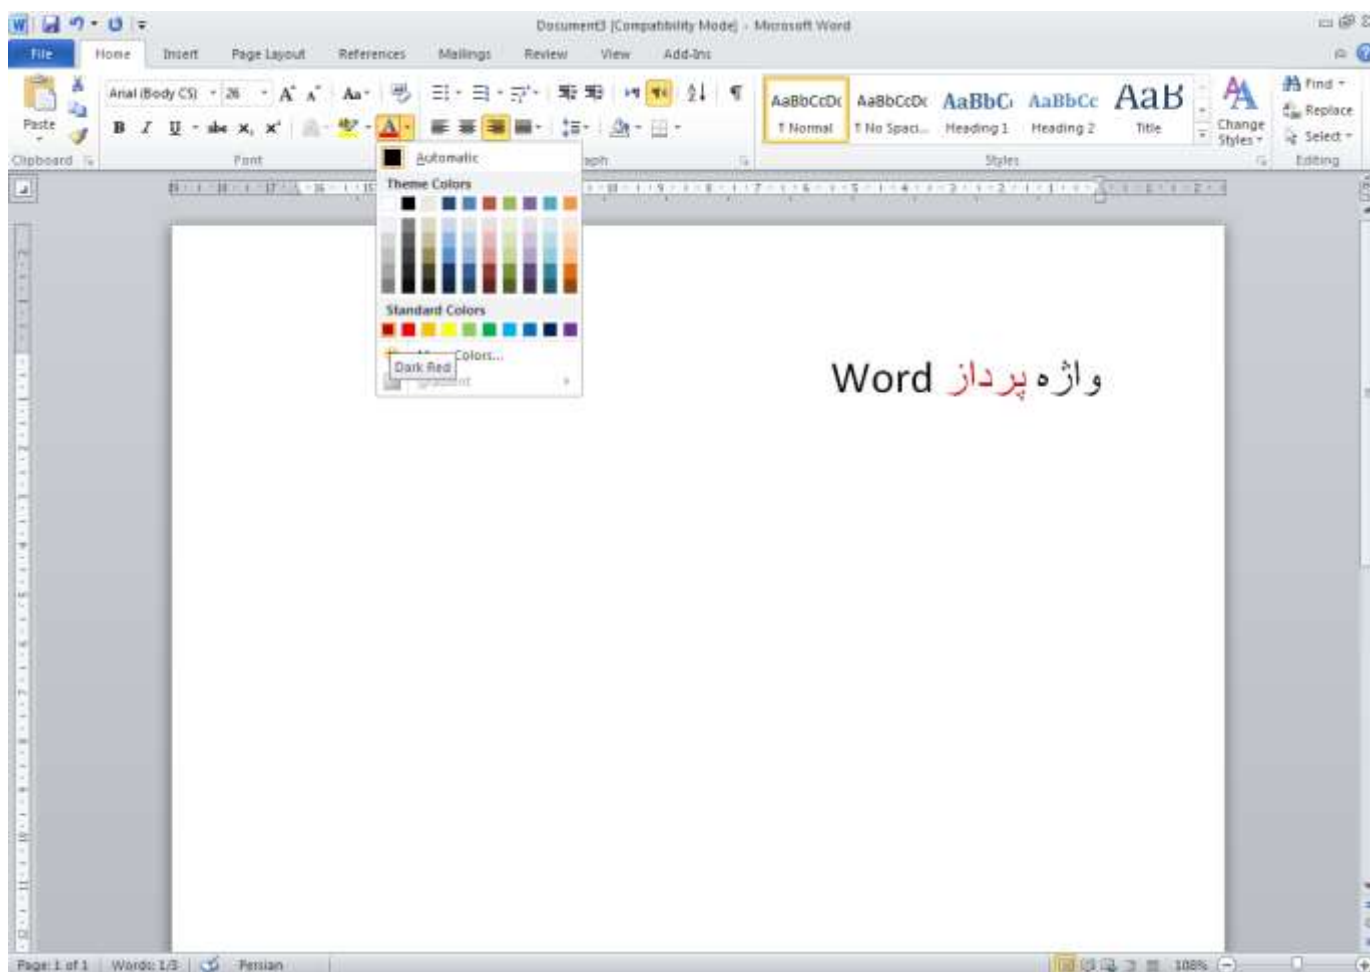 Document3 [Compatibility Mode] - Microsoft Word
File Home Insert Page Layout References Mailings Review View Add-Ins
Paste
Clipboard
Arial (Body CS) 26
Font
AaBbCcDc AaBbCcDc AaBbC AaBbCc AaB
¶ Normal ¶ No Spaci... Heading 1 Heading 2 Title
Change Styles
Styles
Find
Replace
Select
Editing
Automatic
Theme Colors
Standard Colors
Colors...
Dark Red
واژه پرداز Word
Page: 1 of 1 Words: 1/3 Persian 108%